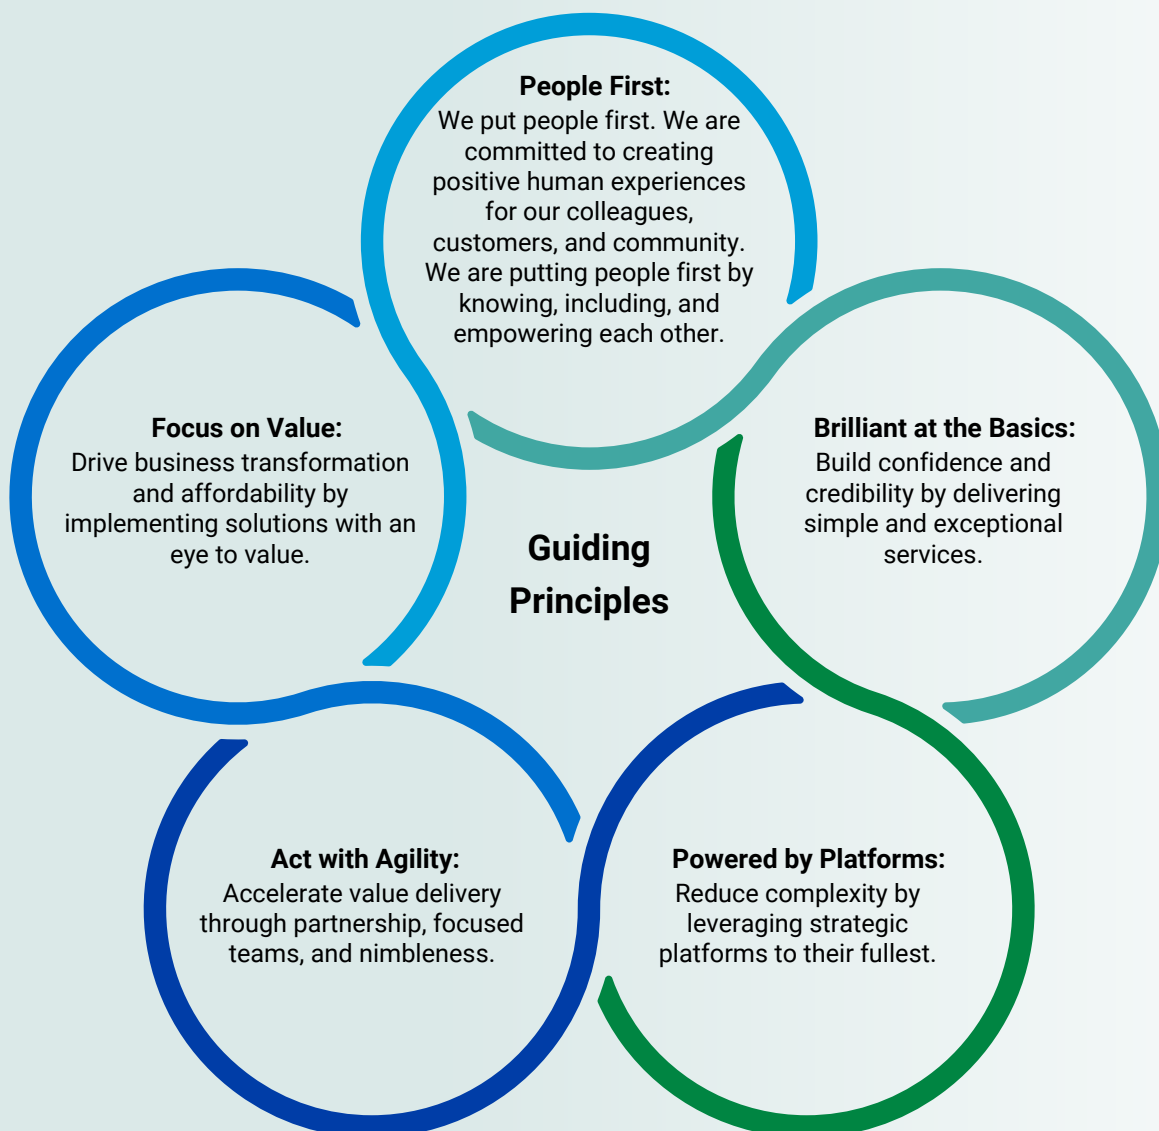 People First:
We put people first. We are
committed to creating
positive human experiences
for our colleagues,
customers, and community.
We are putting people first by
knowing, including, and
empowering each other.
Focus on Value:
Drive business transformation
and affordability by
implementing solutions with an
eye to value.
Brilliant at the Basics:
Build confidence and
credibility by delivering
simple and exceptional
services.
Guiding
Principles
Act with Agility:
Accelerate value delivery
through partnership, focused
teams, and nimbleness.
Powered by Platforms:
Reduce complexity by
leveraging strategic
platforms to their fullest.